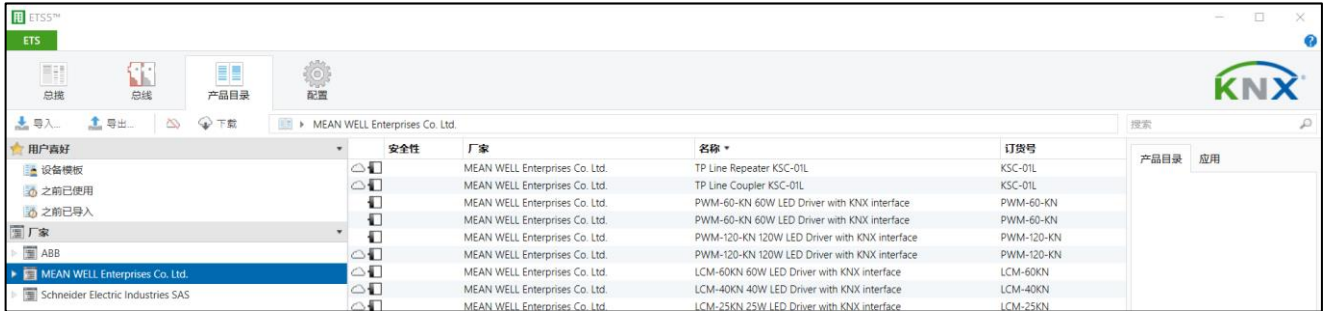 ETS5™
ETS
总揽
总线
产品目录
配置
KNX
导入...
导出...
下载
MEAN WELL Enterprises Co. Ltd.
搜索
用户喜好
设备模板
之前已使用
之前已导入
厂家
ABB
MEAN WELL Enterprises Co. Ltd.
Schneider Electric Industries SAS
安全性 厂家 名称 订货号
MEAN WELL Enterprises Co. Ltd. TP Line Repeater KSC-01L KSC-01L
MEAN WELL Enterprises Co. Ltd. TP Line Coupler KSC-01L KSC-01L
MEAN WELL Enterprises Co. Ltd. PWM-60-KN 60W LED Driver with KNX interface PWM-60-KN
MEAN WELL Enterprises Co. Ltd. PWM-60-KN 60W LED Driver with KNX interface PWM-60-KN
MEAN WELL Enterprises Co. Ltd. PWM-120-KN 120W LED Driver with KNX interface PWM-120-KN
MEAN WELL Enterprises Co. Ltd. PWM-120-KN 120W LED Driver with KNX interface PWM-120-KN
MEAN WELL Enterprises Co. Ltd. LCM-60KN 60W LED Driver with KNX interface LCM-60KN
MEAN WELL Enterprises Co. Ltd. LCM-40KN 40W LED Driver with KNX interface LCM-40KN
MEAN WELL Enterprises Co. Ltd. LCM-25KN 25W LED Driver with KNX interface LCM-25KN
产品目录 应用